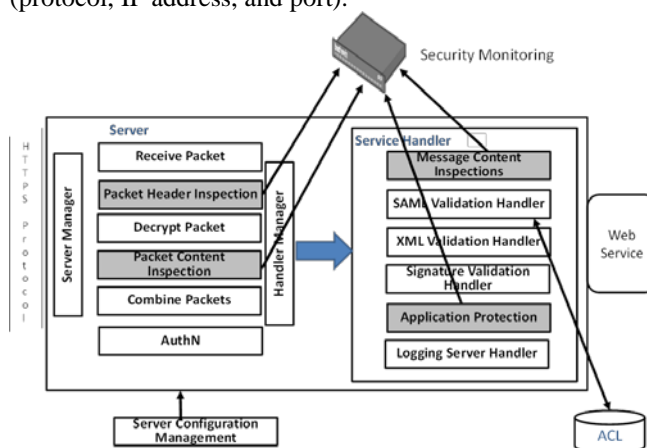 (protocol, IP address, and port).
Security Monitoring
HTTPS Protocol
Server
Server Manager
Receive Packet
Packet Header Inspection
Decrypt Packet
Packet Content
Inspection
Combine Packets
AuthN
Handler Manager
Service Handler
Message Content
Inspections
SAML Validation Handler
XML Validation Handler
Signature Validation
Handler
Application Protection
Logging Server Handler
Web
Service
Server Configuration
Management
ACL